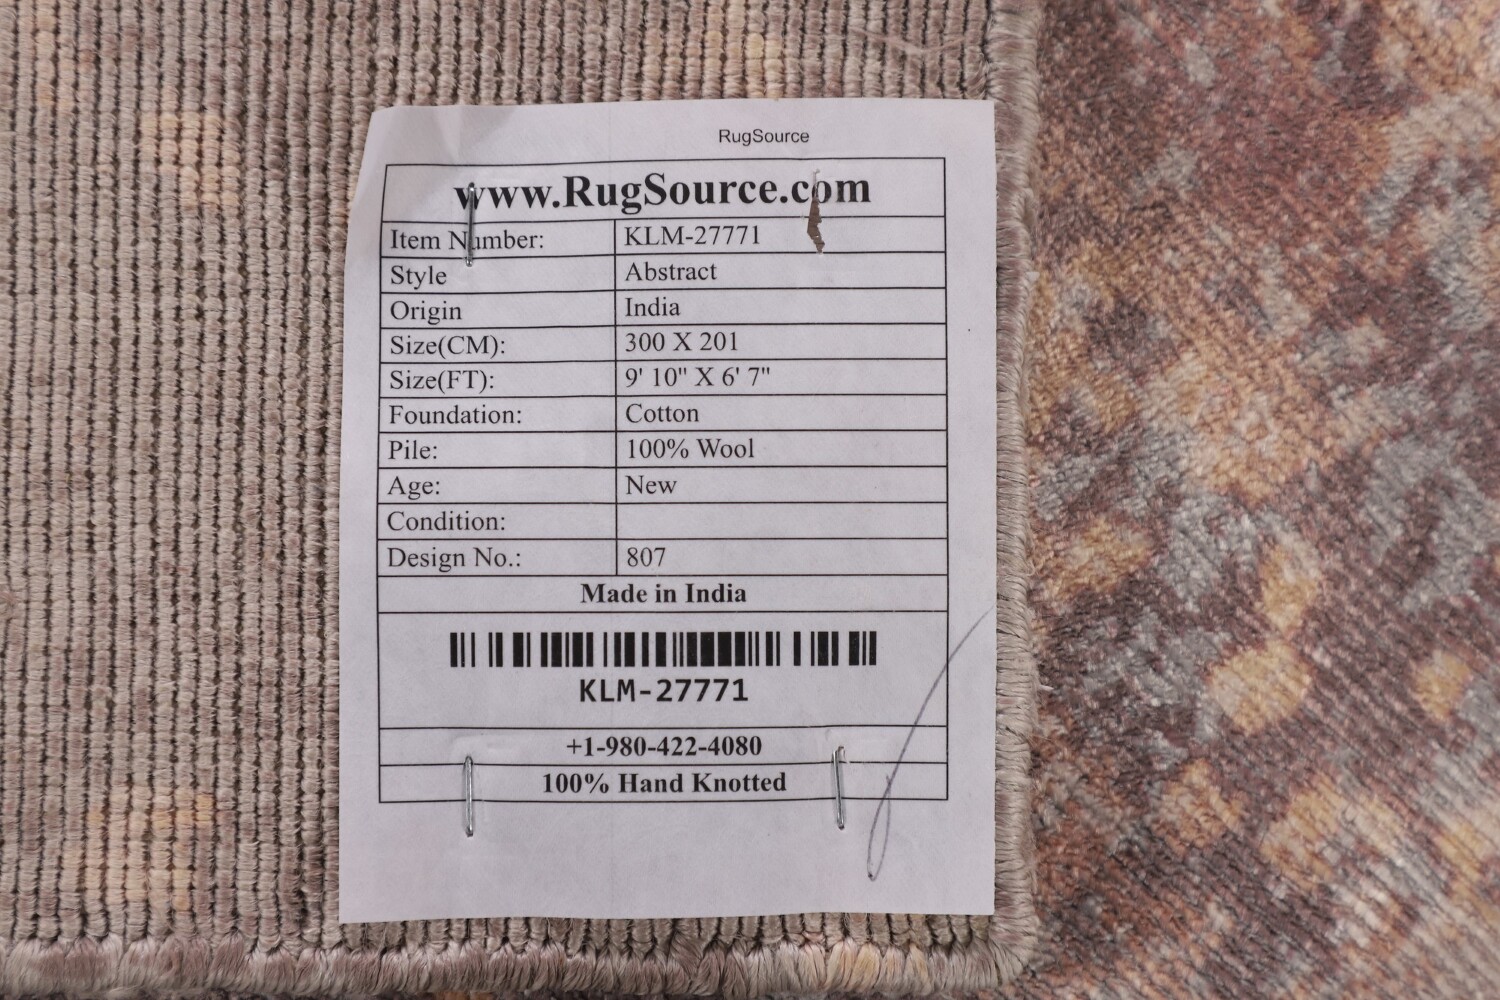 RugSource
www.RugSource.com
Item Number: KLM-27771
Style Abstract
Origin India
Size(CM): 300 X 201
Size(FT): 9' 10" X 6' 7"
Foundation: Cotton
Pile: 100% Wool
Age: New
Condition:
Design No.: 807
Made in India
KLM-27771
+1-980-422-4080
100% Hand Knotted